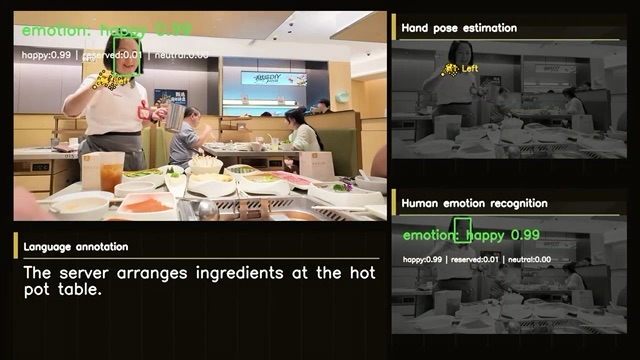 emotion: happy 0.99
happy:0.99 | reserved:0.01 | neutral:0.00
Left
Language annotation
The server arranges ingredients at the hot
pot table.
Hand pose estimation
Left
Human emotion recognition
emotion: happy 0.99
happy:0.99 | reserved:0.01 | neutral:0.00